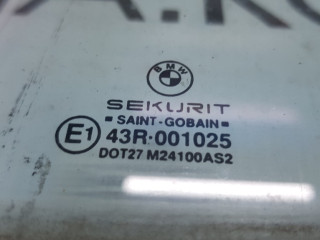 BMW
SEKURIT
SAINT-GOBAIN
E1 43R·001025
DOT27 M24100AS2